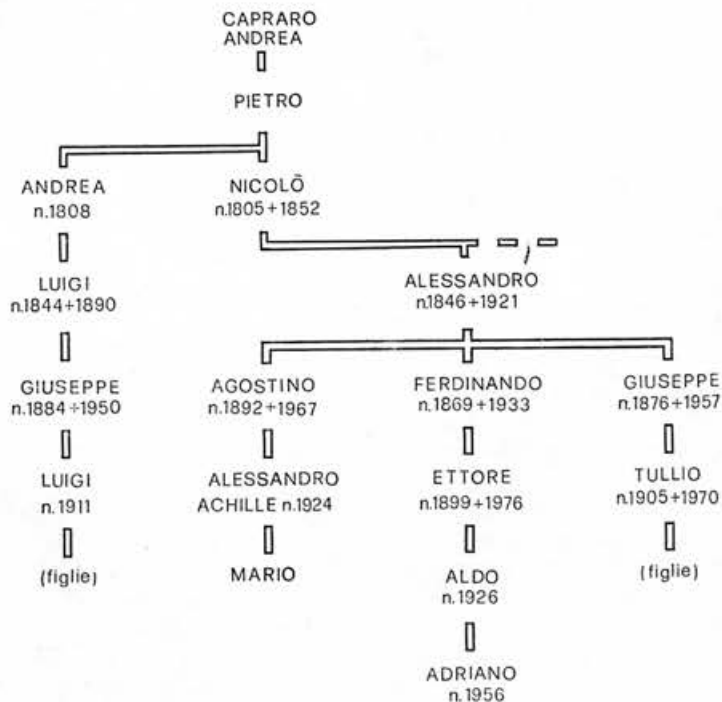 CAPRARO
ANDREA
PIETRO
ANDREA NICOLÒ
n.1808 n.1805+1852
LUIGI ALESSANDRO
n.1844+1890 n.1846+1921
GIUSEPPE AGOSTINO FERDINANDO GIUSEPPE
n.1884÷1950 n.1892+1967 n.1869+1933 n.1876+1957
LUIGI ALESSANDRO ETTORE TULLIO
n.1911 ACHILLE n.1924 n.1899+1976 n.1905+1970
(figlie) MARIO ALDO (figlie)
n.1926
ADRIANO
n.1956